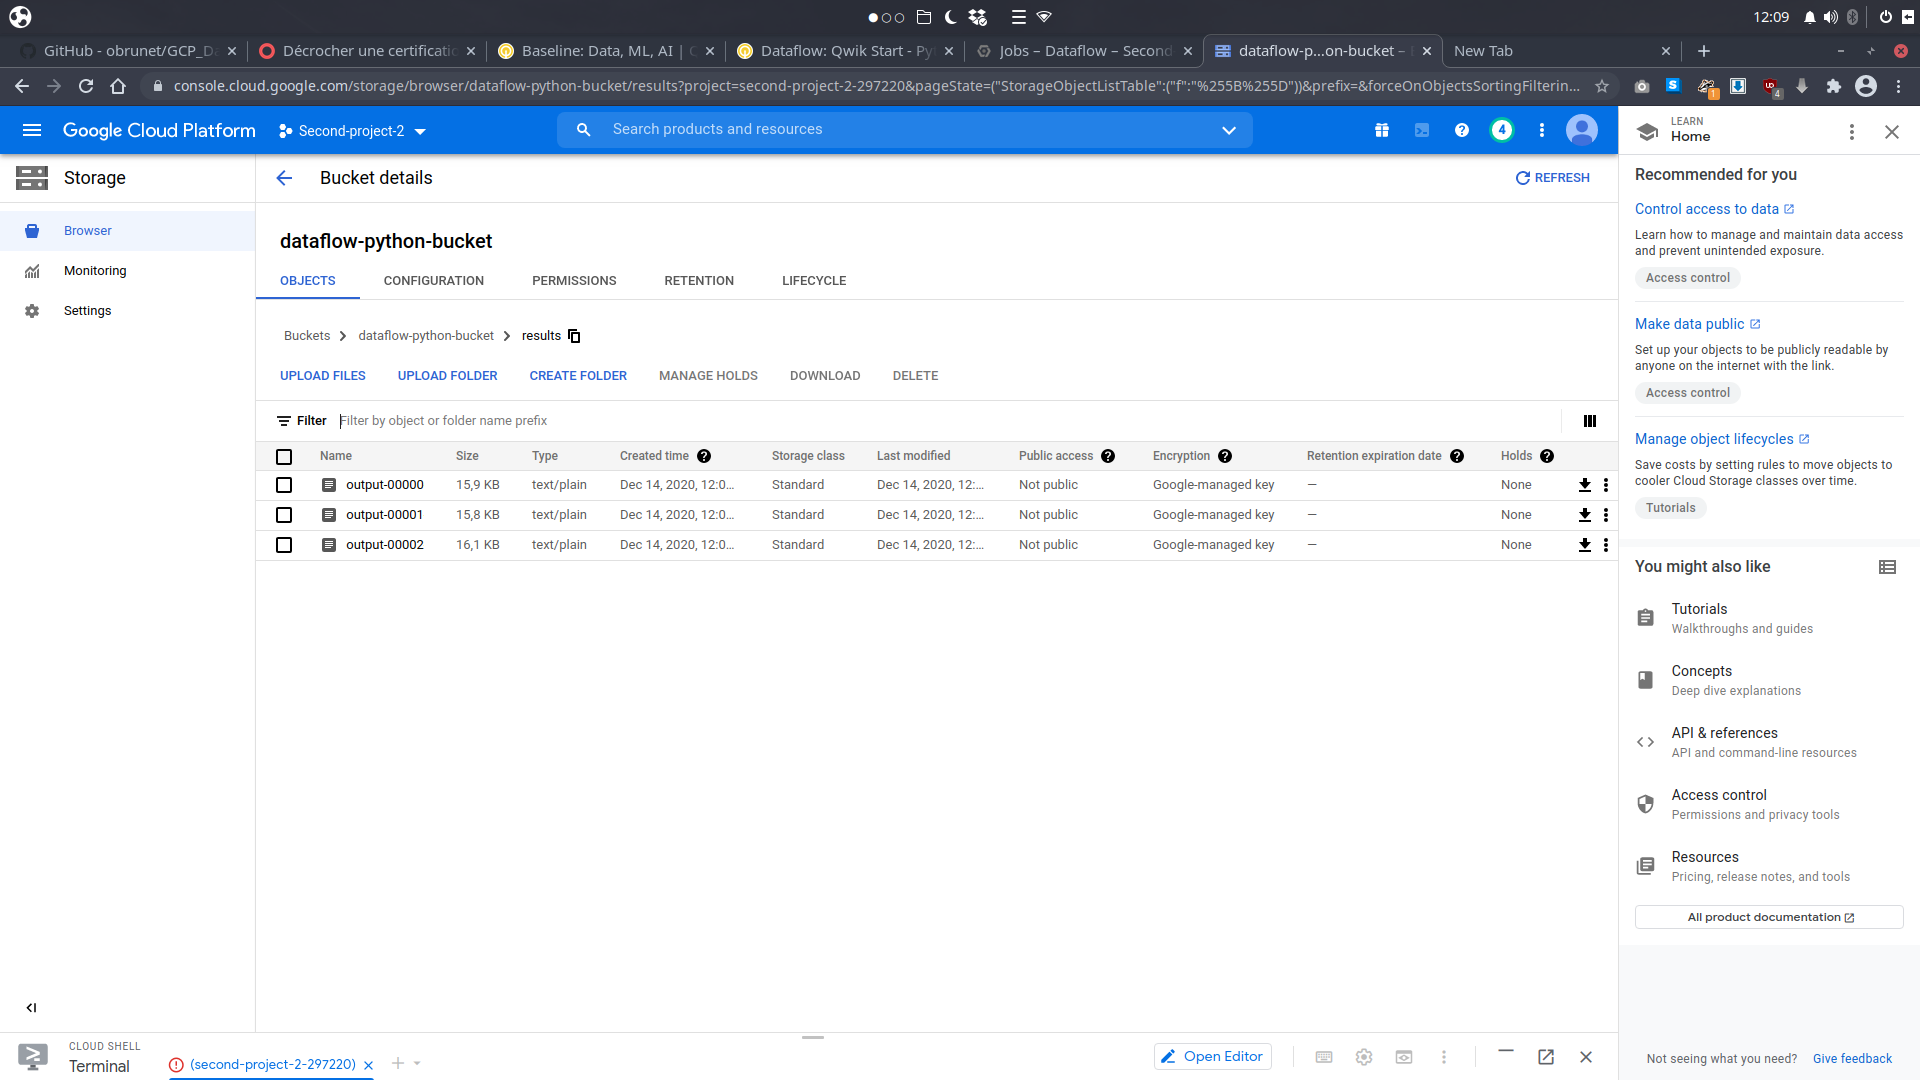 12:09
GitHub - obrunet/GCP_Da
Décrocher une certificatio
Baseline: Data, ML, AI | G
Dataflow: Qwik Start - Pyt
Jobs – Dataflow – Second
dataflow-p...on-bucket –
New Tab
console.cloud.google.com/storage/browser/dataflow-python-bucket/results?project=second-project-2-297220&pageState=("StorageObjectListTable":("f":"%255B%255D"))&prefix=&forceOnObjectsSortingFilterin...
Google Cloud Platform
Second-project-2
Search products and resources
4
LEARN
Home
Storage
Bucket details
REFRESH
Browser
Monitoring
Settings
dataflow-python-bucket
OBJECTS CONFIGURATION PERMISSIONS RETENTION LIFECYCLE
Buckets > dataflow-python-bucket > results
UPLOAD FILES UPLOAD FOLDER CREATE FOLDER MANAGE HOLDS DOWNLOAD DELETE
Filter Filter by object or folder name prefix
Name Size Type Created time Storage class Last modified Public access Encryption Retention expiration date Holds
output-00000 15,9 KB text/plain Dec 14, 2020, 12:0... Standard Dec 14, 2020, 12:... Not public Google-managed key — None
output-00001 15,8 KB text/plain Dec 14, 2020, 12:0... Standard Dec 14, 2020, 12:... Not public Google-managed key — None
output-00002 16,1 KB text/plain Dec 14, 2020, 12:0... Standard Dec 14, 2020, 12:... Not public Google-managed key — None
Recommended for you
Control access to data
Learn how to manage and maintain data access
and prevent unintended exposure.
Access control
Make data public
Set up your objects to be publicly readable by
anyone on the internet with the link.
Access control
Manage object lifecycles
Save costs by setting rules to move objects to
cooler Cloud Storage classes over time.
Tutorials
You might also like
Tutorials
Walkthroughs and guides
Concepts
Deep dive explanations
API & references
API and command-line resources
Access control
Permissions and privacy tools
Resources
Pricing, release notes, and tools
All product documentation
Not seeing what you need? Give feedback
CLOUD SHELL
Terminal
(second-project-2-297220)
Open Editor